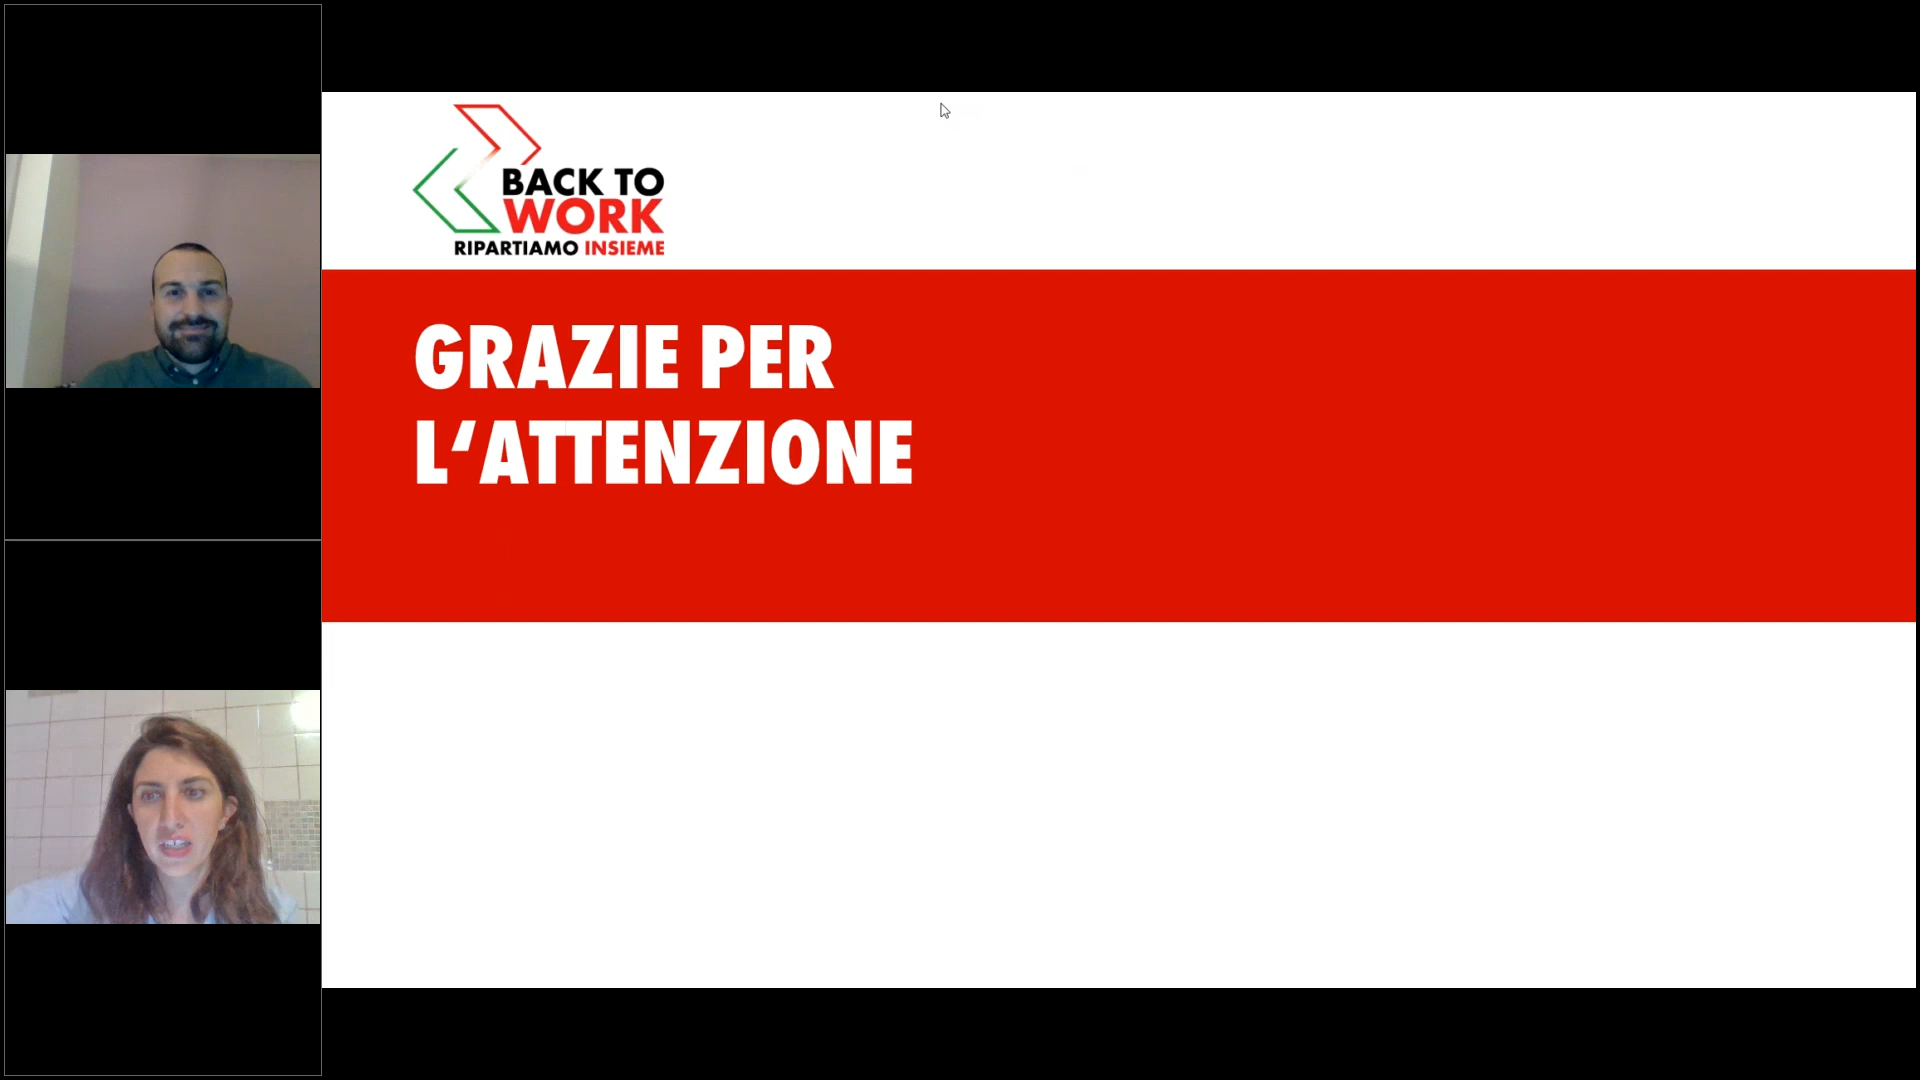 BACK TO
WORK
RIPARTIAMO INSIEME
GRAZIE PER
L‘ATTENZIONE